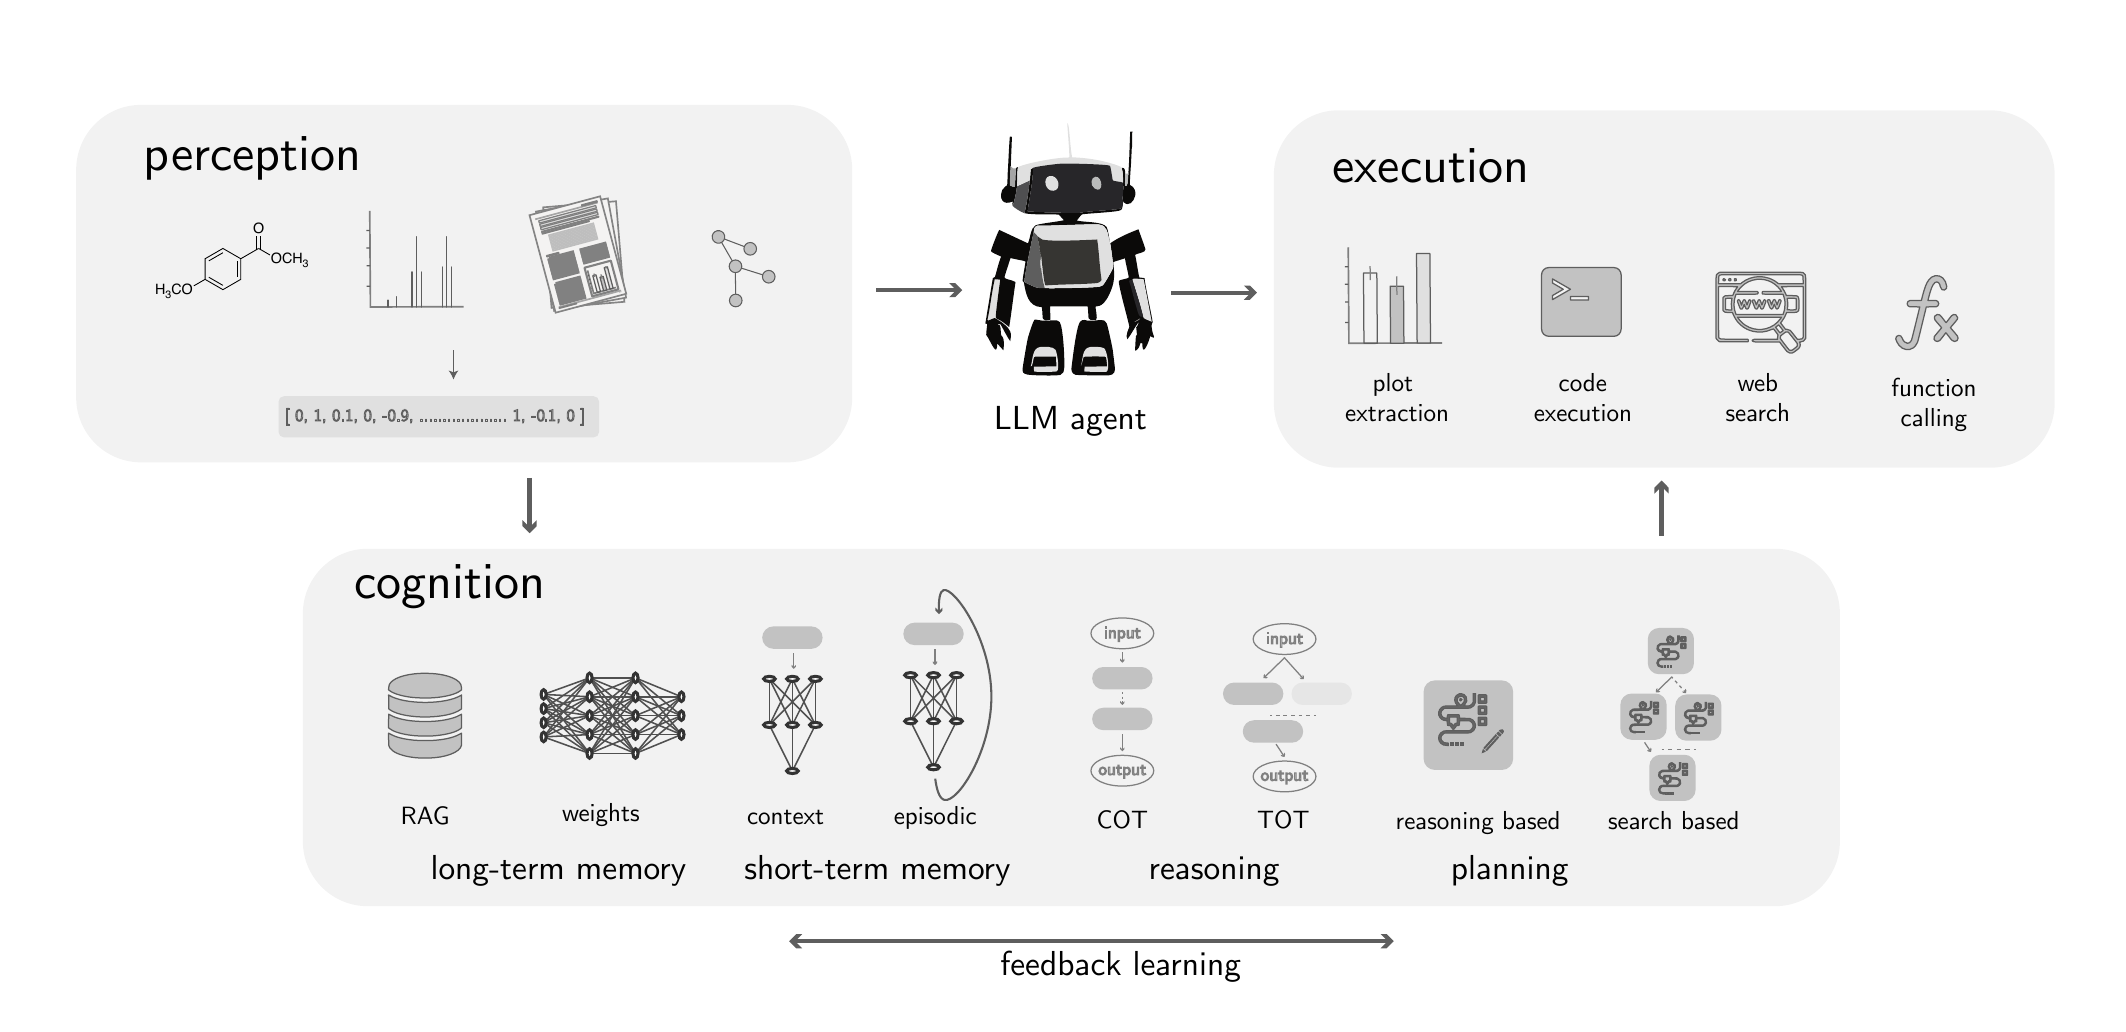 perception
O
OCH3
H3CO
[ 0, 1, 0.1, 0, -0.9, ................... 1, -0.1, 0 ]
LLM agent
execution
>_
www
fx
plot
extraction
code
execution
web
search
function
calling
cognition
input
output
input
output
RAG
weights
context
episodic
COT
TOT
reasoning based
search based
long-term memory
short-term memory
reasoning
planning
feedback learning